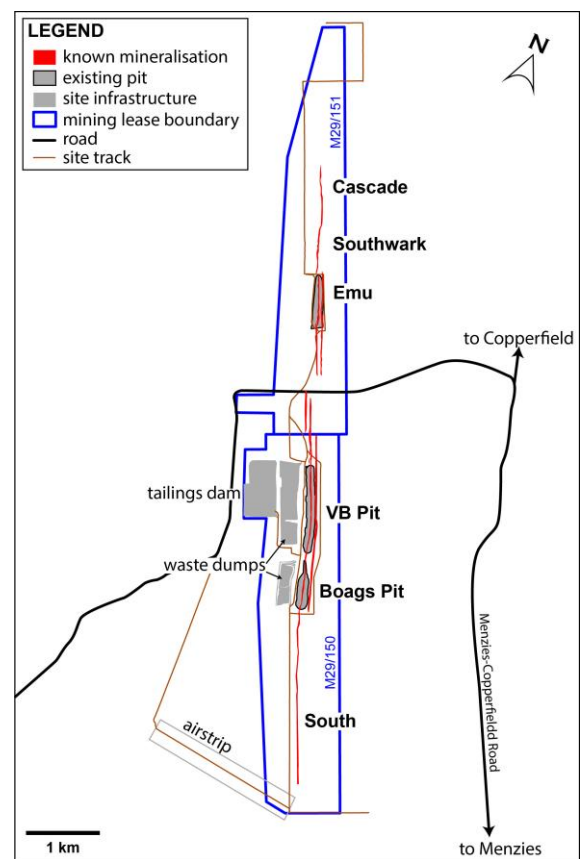 LEGEND
known mineralisation
existing pit
site infrastructure
mining lease boundary
road
site track
N
M29/151
Cascade
Southwark
Emu
to Copperfield
tailings dam
VB Pit
waste dumps
Boags Pit
M29/150
Menzies-Copperfieldd Road
South
airstrip
1 km
to Menzies